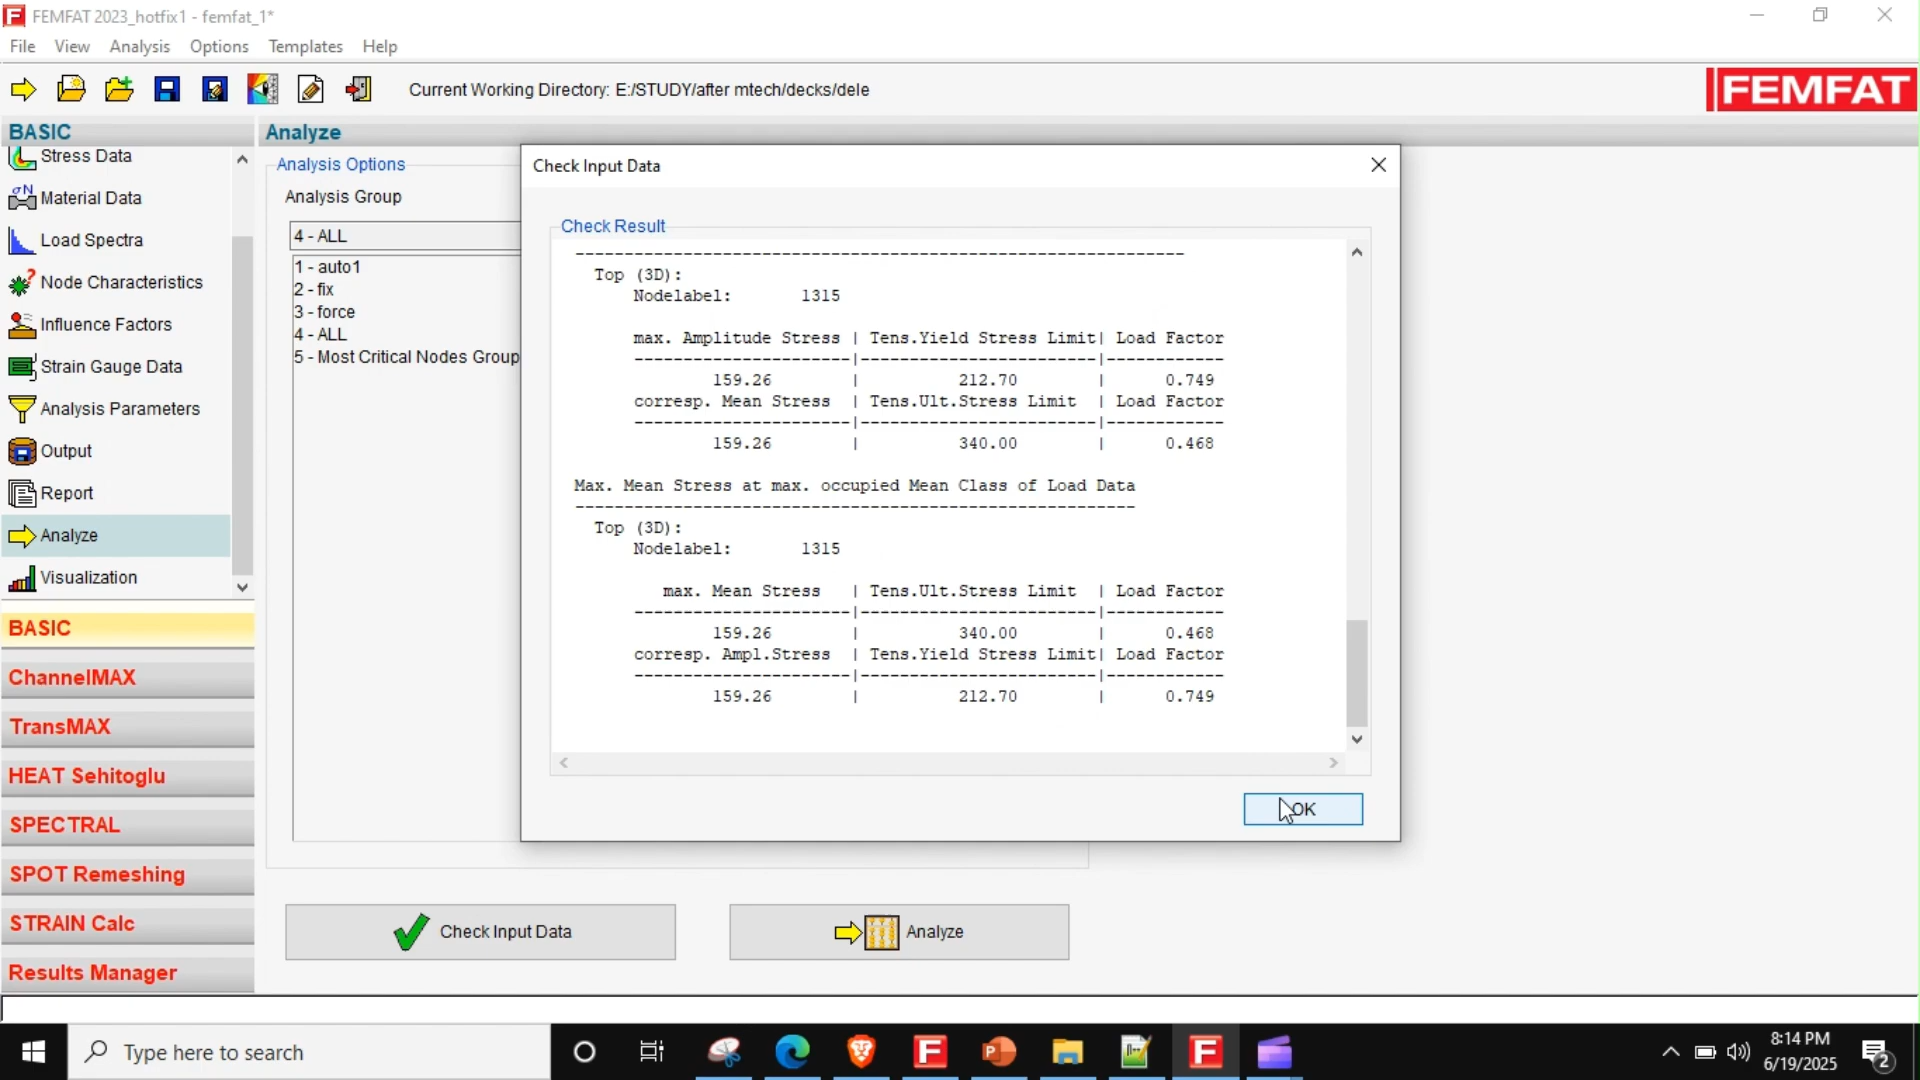 FEMFAT 2023_hotfix1 - femfat_1*
File View Analysis Options Templates Help
Current Working Directory: E:/STUDY/after mtech/decks/dele
FEMFAT
BASIC
Analyze
Stress Data
Material Data
Load Spectra
Node Characteristics
Influence Factors
Strain Gauge Data
Analysis Parameters
Output
Report
Analyze
Visualization
BASIC
ChannelMAX
TransMAX
HEAT Sehitoglu
SPECTRAL
SPOT Remeshing
STRAIN Calc
Results Manager
Analysis Options
Analysis Group
4 - ALL
1 - auto1
2 - fix
3 - force
4 - ALL
5 - Most Critical Nodes Group
Check Input Data
Check Result
-------------------------------------------------------------- 
Top (3D):
Nodelabel: 1315
max. Amplitude Stress | Tens.Yield Stress Limit| Load Factor
----------------------|------------------------|------------
159.26 | 212.70 | 0.749
corresp. Mean Stress | Tens.Ult.Stress Limit | Load Factor
----------------------|------------------------|------------
159.26 | 340.00 | 0.468
Max. Mean Stress at max. occupied Mean Class of Load Data
---------------------------------------------------------
Top (3D):
Nodelabel: 1315
max. Mean Stress | Tens.Ult.Stress Limit | Load Factor
----------------------|------------------------|------------
159.26 | 340.00 | 0.468
corresp. Ampl.Stress | Tens.Yield Stress Limit| Load Factor
----------------------|------------------------|------------
159.26 | 212.70 | 0.749
OK
Check Input Data
Analyze
Type here to search
8:14 PM
6/19/2025
2